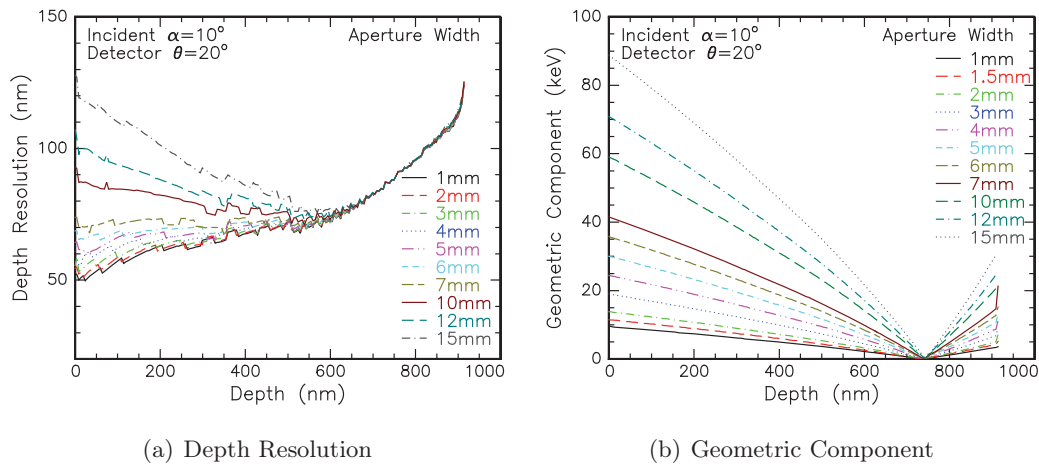 Incident α=10° Aperture Width
Detector θ=20°
150
100
50
Depth Resolution (nm)
1mm
2mm
3mm
4mm
5mm
6mm
7mm
10mm
12mm
15mm
0 200 400 600 800 1000
Depth (nm)
(a) Depth Resolution
Incident α=10° Aperture Width
Detector θ=20°
100
80
60
40
20
0
Geometric Component (keV)
1mm
1.5mm
2mm
3mm
4mm
5mm
6mm
7mm
10mm
12mm
15mm
0 200 400 600 800 1000
Depth (nm)
(b) Geometric Component